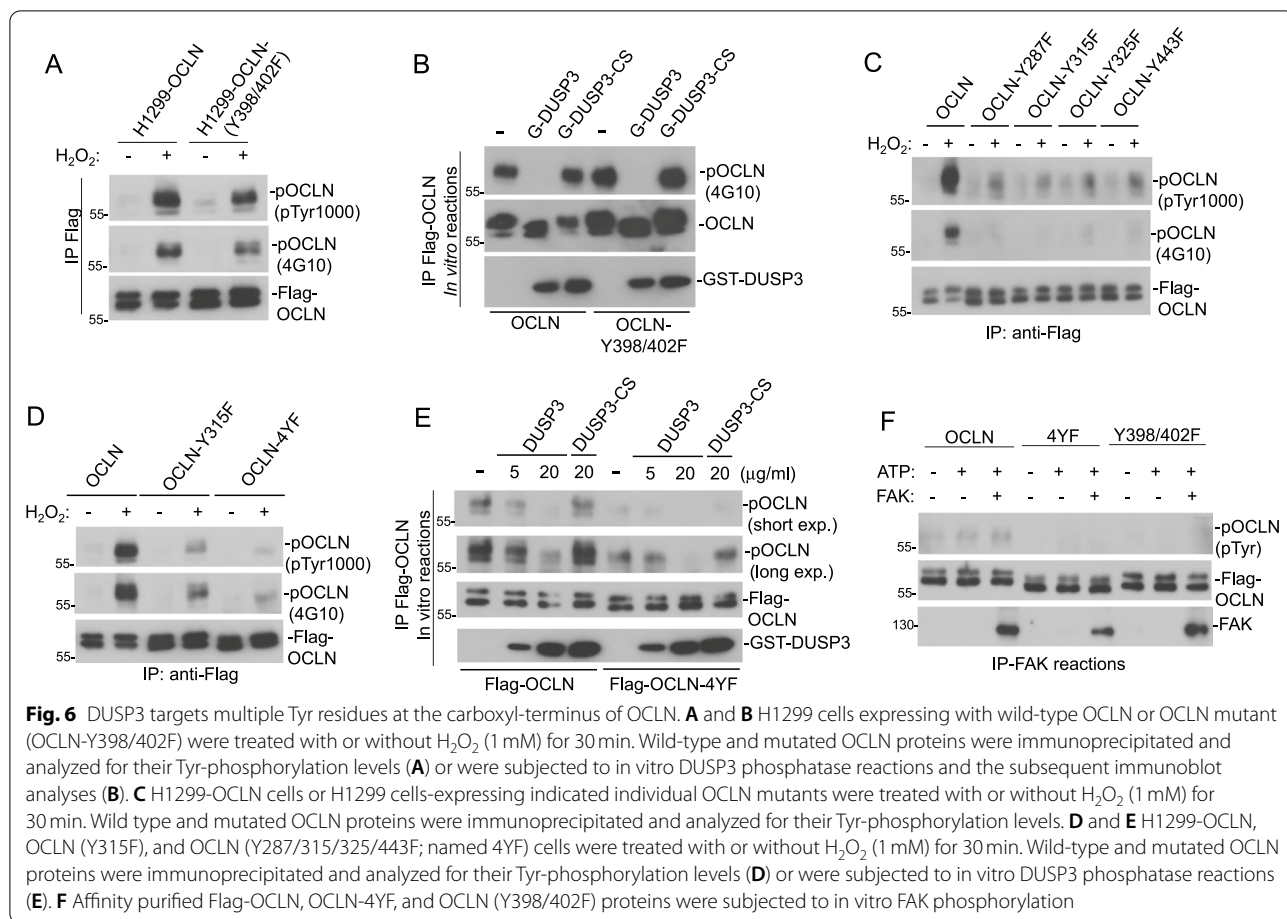 A
H1299-OCLN
H1299-OCLN-
(Y398/402F)
H2O2: - + - +
IP Flag
-pOCLN
(pTyr1000)
55-
-pOCLN
(4G10)
55-
-Flag-
OCLN
55-
B
- G-DUSP3 G-DUSP3-CS - G-DUSP3 G-DUSP3-CS
IP Flag-OCLN
In vitro reactions
-pOCLN
(4G10)
55-
-OCLN
55-
-GST-DUSP3
OCLN
OCLN-
Y398/402F
C
OCLN OCLN-Y287F OCLN-Y315F OCLN-Y325F OCLN-Y443F
H2O2: - + - + - + - + - +
-pOCLN
(pTyr1000)
55-
-pOCLN
(4G10)
55-
-Flag-
OCLN
55-
IP: anti-Flag
D
OCLN OCLN-Y315F OCLN-4YF
H2O2: - + - + - +
-pOCLN
(pTyr1000)
55-
-pOCLN
(4G10)
55-
-Flag-
OCLN
55-
IP: anti-Flag
E
DUSP3 DUSP3-CS DUSP3 DUSP3-CS
- 5 20 20 - 5 20 20 (µg/ml)
IP Flag-OCLN
In vitro reactions
-pOCLN
(short exp.)
55-
-pOCLN
(long exp.)
55-
-Flag-
OCLN
55-
-GST-DUSP3
Flag-OCLN Flag-OCLN-4YF
F
OCLN 4YF Y398/402F
ATP: - + + - + + - + +
FAK: + + +
-pOCLN
(pTyr)
55-
-Flag-
OCLN
55-
130-
-FAK
IP-FAK reactions
Fig. 6 DUSP3 targets multiple Tyr residues at the carboxyl-terminus of OCLN. A and B H1299 cells expressing with wild-type OCLN or OCLN mutant
(OCLN-Y398/402F) were treated with or without H2O2 (1 mM) for 30 min. Wild-type and mutated OCLN proteins were immunoprecipitated and
analyzed for their Tyr-phosphorylation levels (A) or were subjected to in vitro DUSP3 phosphatase reactions and the subsequent immunoblot
analyses (B). C H1299-OCLN cells or H1299 cells-expressing indicated individual OCLN mutants were treated with or without H2O2 (1 mM) for
30 min. Wild type and mutated OCLN proteins were immunoprecipitated and analyzed for their Tyr-phosphorylation levels. D and E H1299-OCLN,
OCLN (Y315F), and OCLN (Y287/315/325/443F; named 4YF) cells were treated with or without H2O2 (1 mM) for 30 min. Wild-type and mutated OCLN
proteins were immunoprecipitated and analyzed for their Tyr-phosphorylation levels (D) or were subjected to in vitro DUSP3 phosphatase reactions
(E). F Affinity purified Flag-OCLN, OCLN-4YF, and OCLN (Y398/402F) proteins were subjected to in vitro FAK phosphorylation